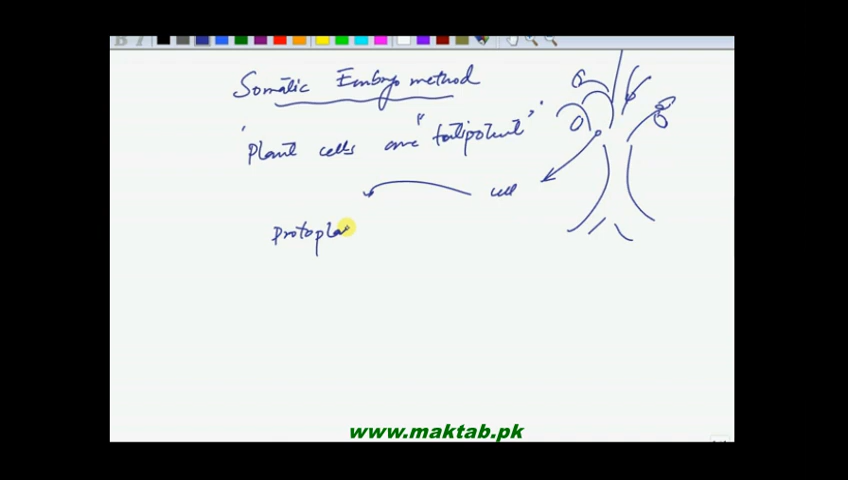 Somatic Embryo method
'Plant cells are "totipotent"'
cell
Protopla
www.maktab.pk